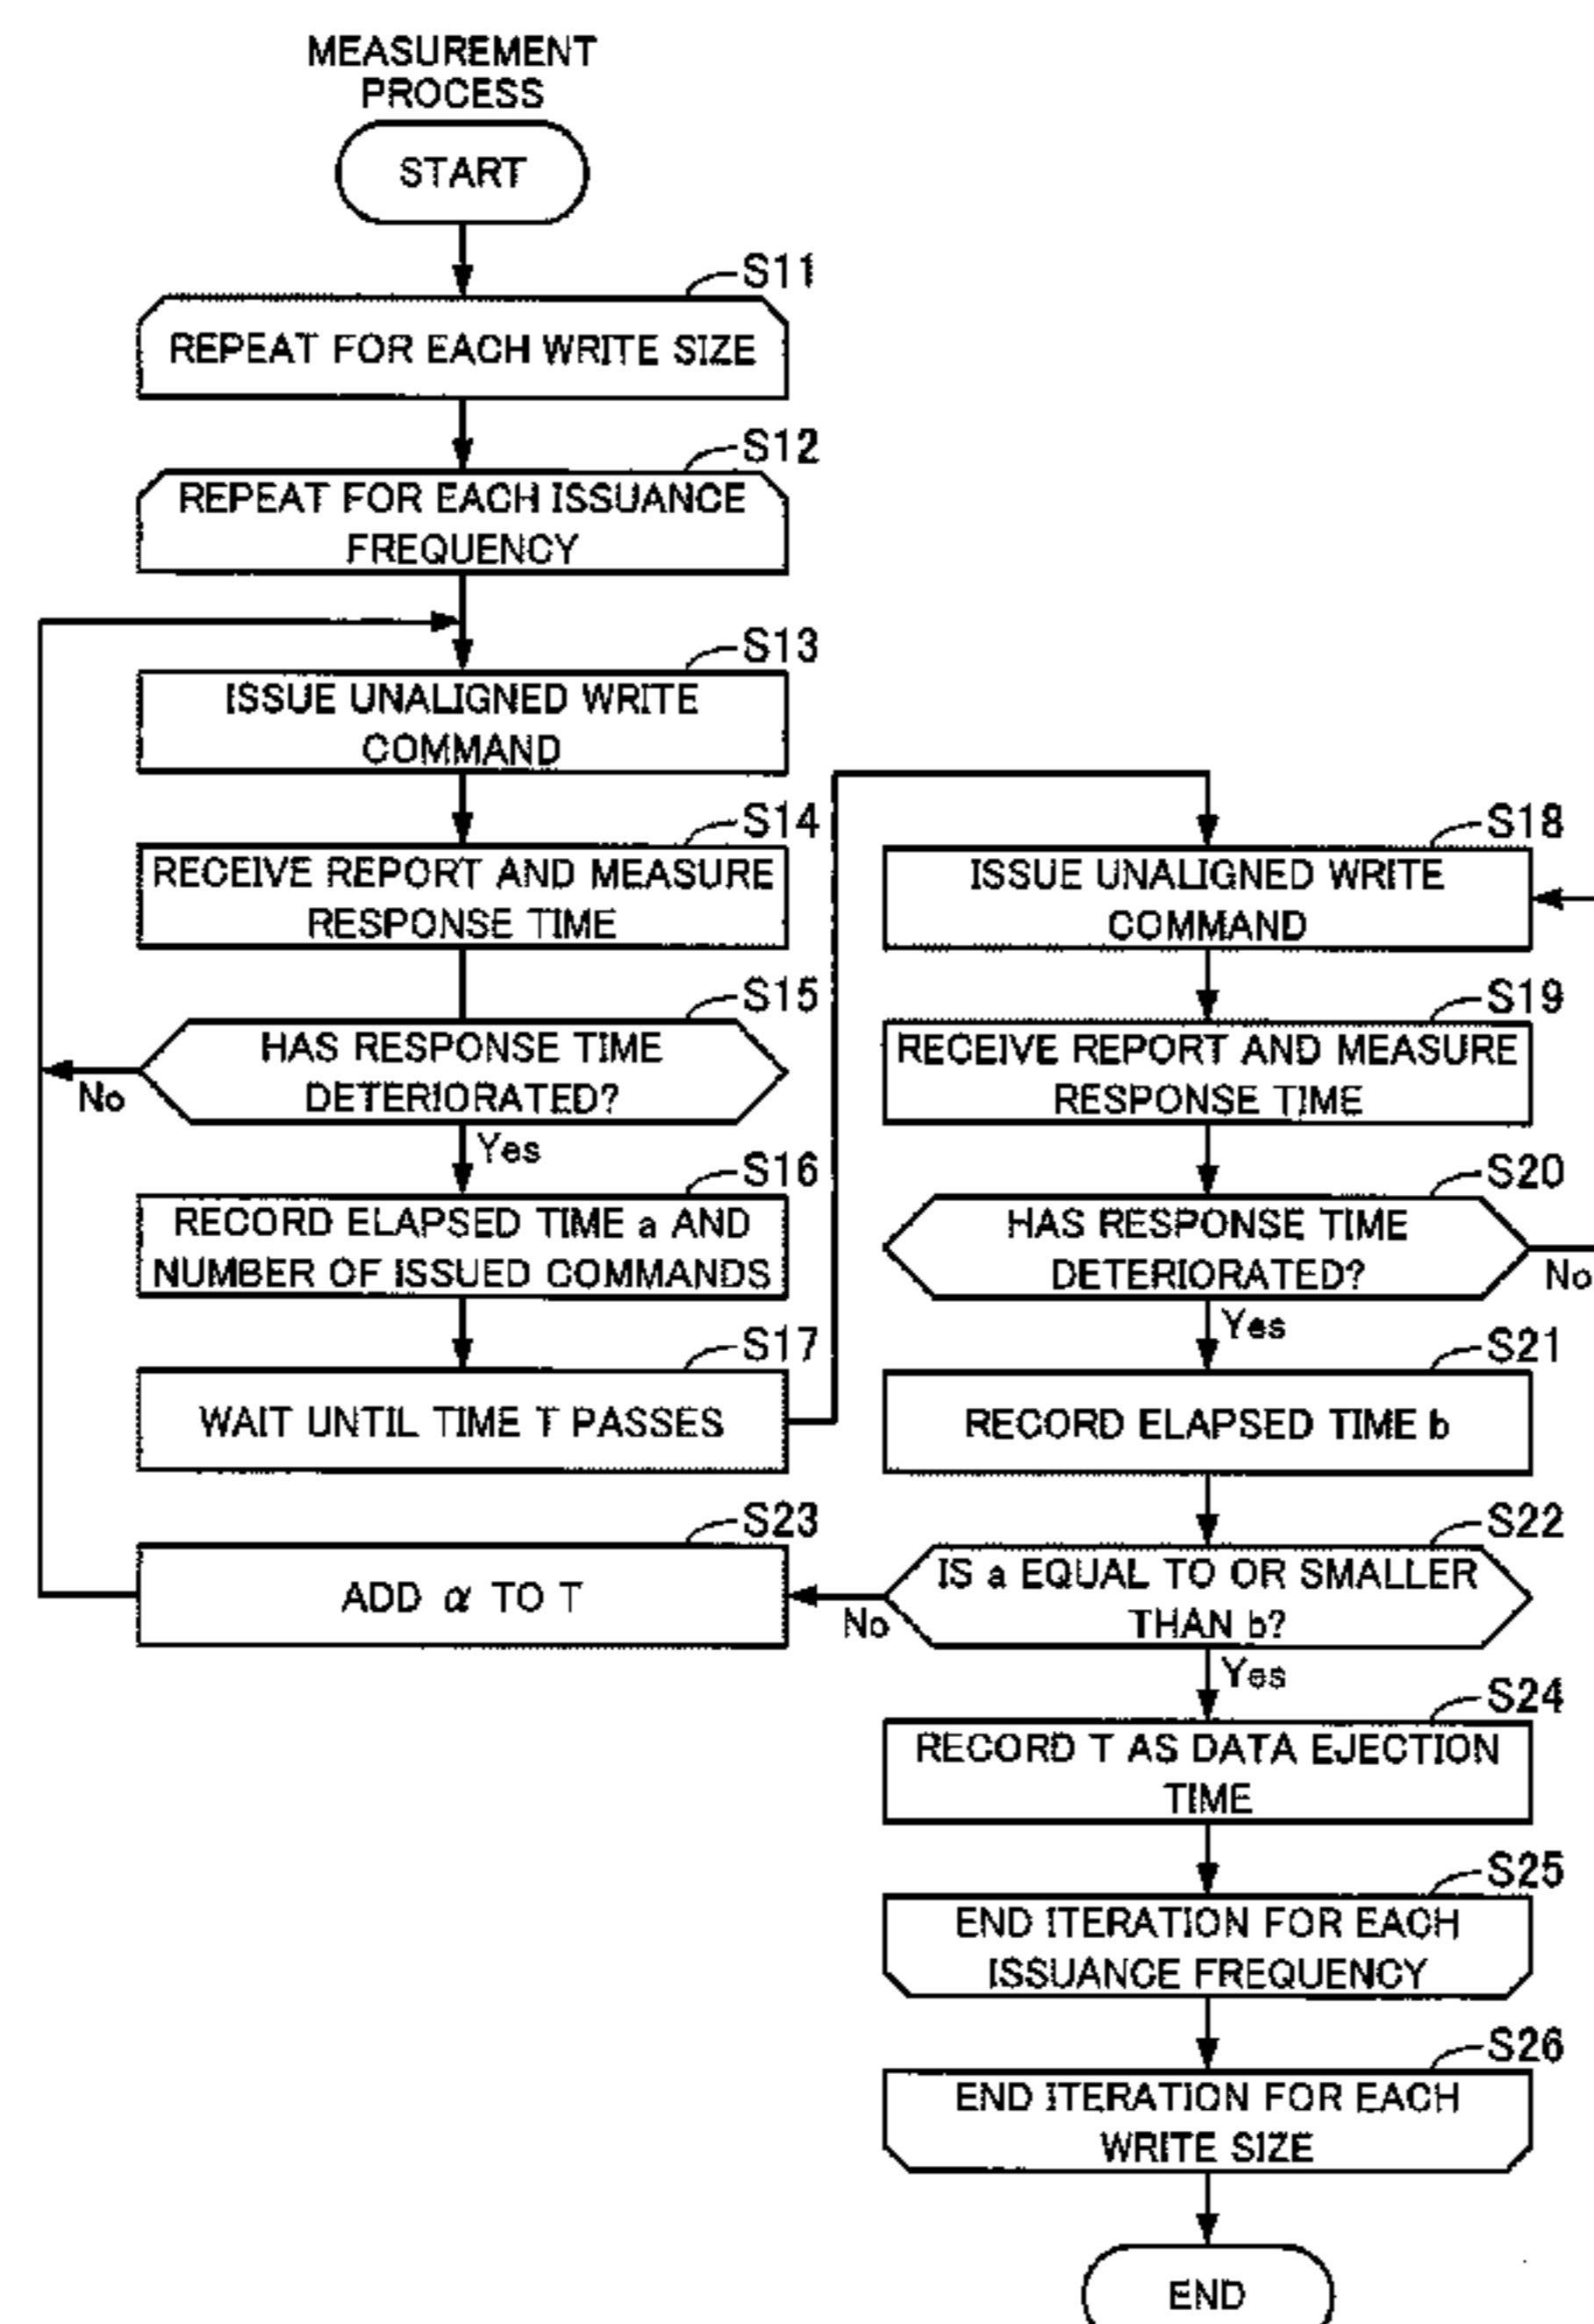 MEASUREMENT
PROCESS
START
S11
REPEAT FOR EACH WRITE SIZE
S12
REPEAT FOR EACH ISSUANCE
FREQUENCY
S13
ISSUE UNALIGNED WRITE
COMMAND
S14
RECEIVE REPORT AND MEASURE
RESPONSE TIME
S15
HAS RESPONSE TIME
DETERIORATED?
No
Yes
S16
RECORD ELAPSED TIME a AND
NUMBER OF ISSUED COMMANDS
S17
WAIT UNTIL TIME T PASSES
S18
ISSUE UNALIGNED WRITE
COMMAND
S19
RECEIVE REPORT AND MEASURE
RESPONSE TIME
S20
HAS RESPONSE TIME
DETERIORATED?
No
Yes
S21
RECORD ELAPSED TIME b
S22
IS a EQUAL TO OR SMALLER
THAN b?
No
Yes
S23
ADD α TO T
S24
RECORD T AS DATA EJECTION
TIME
S25
END ITERATION FOR EACH
ISSUANCE FREQUENCY
S26
END ITERATION FOR EACH
WRITE SIZE
END